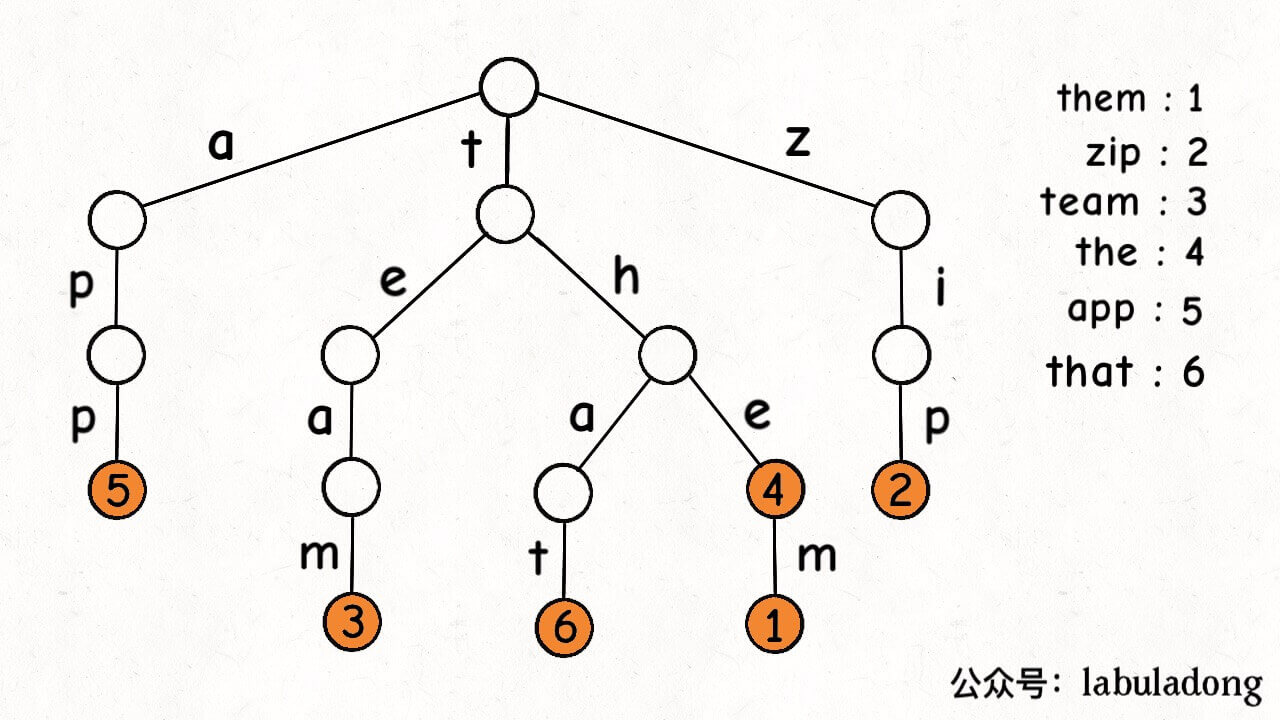 a
t
z
p
e
h
i
p
a
a
e
p
5
4
2
m
t
m
3
6
1
them : 1
zip : 2
team : 3
the : 4
app : 5
that : 6
公众号：labuladong